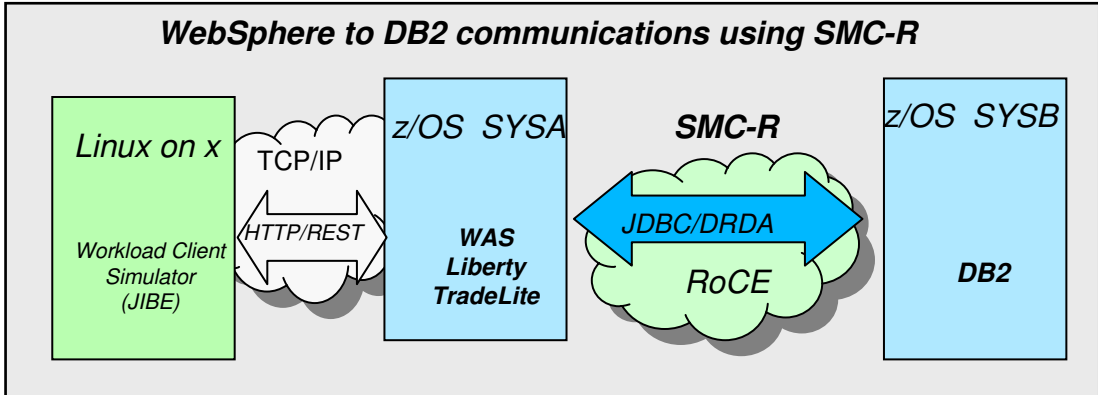 WebSphere to DB2 communications using SMC-R
Linux on x
Workload Client
Simulator
(JIBE)
TCP/IP
HTTP/REST
z/OS SYSA
WAS
Liberty
TradeLite
SMC-R
JDBC/DRDA
RoCE
z/OS SYSB
DB2